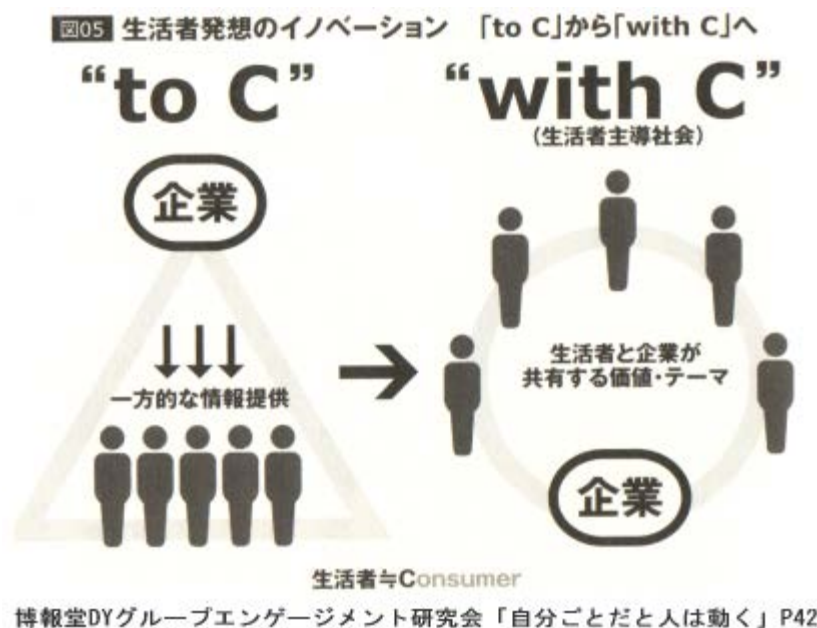 図05 生活者発想のイノベーション 「to C」から「with C」へ
“to C”
企業
一方的な情報提供
“with C”
(生活者主導社会)
生活者と企業が
共有する価値・テーマ
企業
生活者≒Consumer
博報堂DYグループエンゲージメント研究会「自分ごとだと人は動く」P42